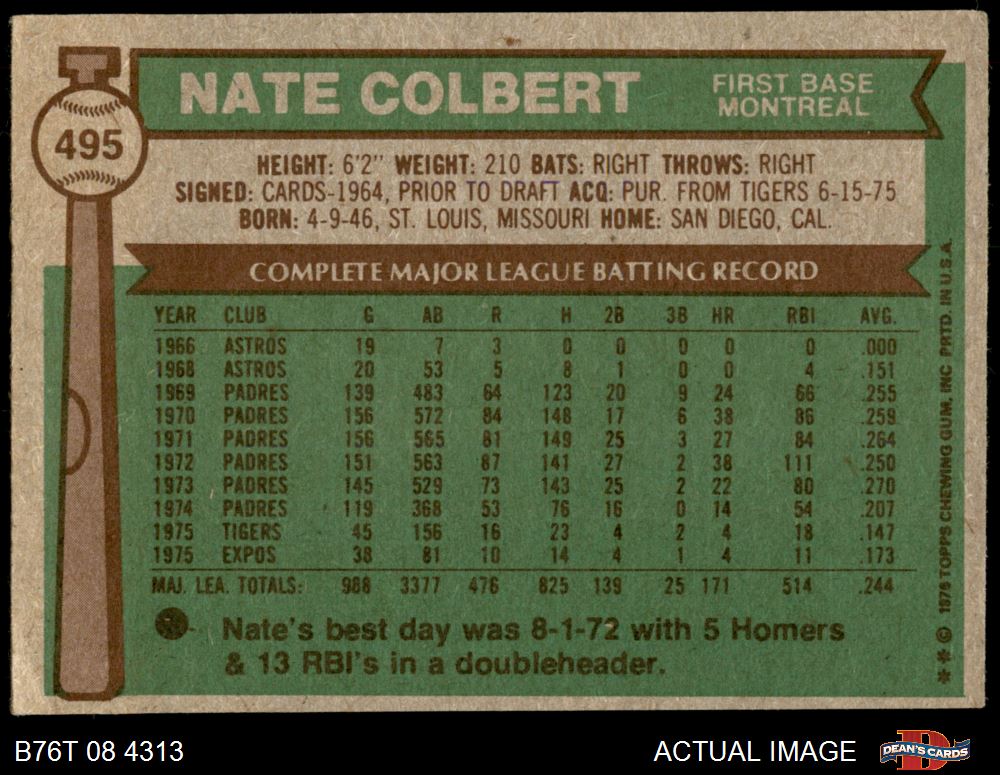 495
NATE COLBERT
FIRST BASE
MONTREAL
HEIGHT: 6'2" WEIGHT: 210 BATS: RIGHT THROWS: RIGHT
SIGNED: CARDS-1964, PRIOR TO DRAFT ACQ: PUR. FROM TIGERS 6-15-75
BORN: 4-9-46, ST. LOUIS, MISSOURI HOME: SAN DIEGO, CAL.
COMPLETE MAJOR LEAGUE BATTING RECORD
YEAR CLUB G AB R H 2B 3B HR RBI AVG.
1966 ASTROS 19 7 3 0 0 0 0 0 .000
1968 ASTROS 20 53 5 8 1 0 0 4 .151
1969 PADRES 139 483 64 123 20 9 24 66 .255
1970 PADRES 156 572 84 148 17 6 38 86 .259
1971 PADRES 156 565 81 149 25 3 27 84 .264
1972 PADRES 151 563 87 141 27 2 38 111 .250
1973 PADRES 145 529 73 143 25 2 22 80 .270
1974 PADRES 119 368 53 76 16 0 14 54 .207
1975 TIGERS 45 156 16 23 4 2 4 18 .147
1975 EXPOS 38 81 10 14 4 1 4 11 .173
MAJ. LEA. TOTALS: 988 3377 476 825 139 25 171 514 .244
Nate's best day was 8-1-72 with 5 Homers
& 13 RBI's in a doubleheader.
** © 1976 TOPPS CHEWING GUM, INC PRTD. IN U.S.A.
B76T 08 4313
ACTUAL IMAGE
D
DEAN'S CARDS